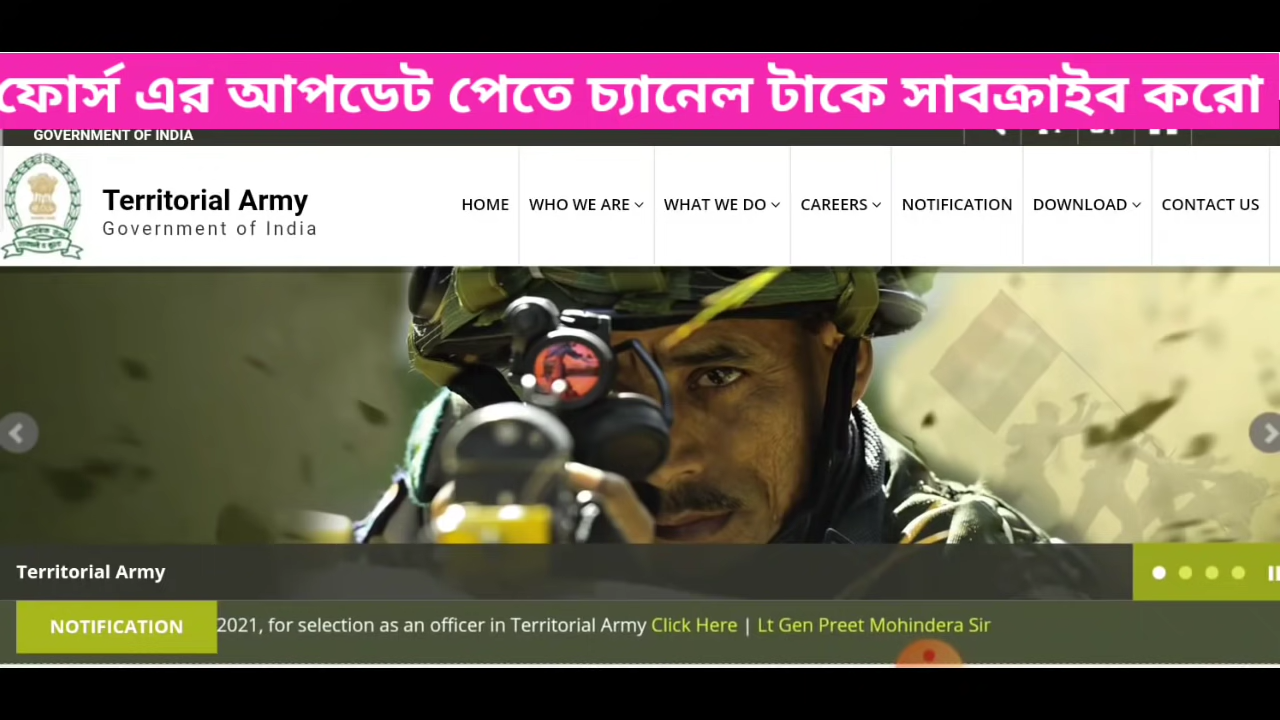 ফোর্স এর আপডেট পেতে চ্যানেল টাকে সাবক্রাইব করো
GOVERNMENT OF INDIA
Territorial Army
Government of India
HOME WHO WE ARE WHAT WE DO CAREERS NOTIFICATION DOWNLOAD CONTACT US
Territorial Army
NOTIFICATION 2021, for selection as an officer in Territorial Army Click Here | Lt Gen Preet Mohindera Sir